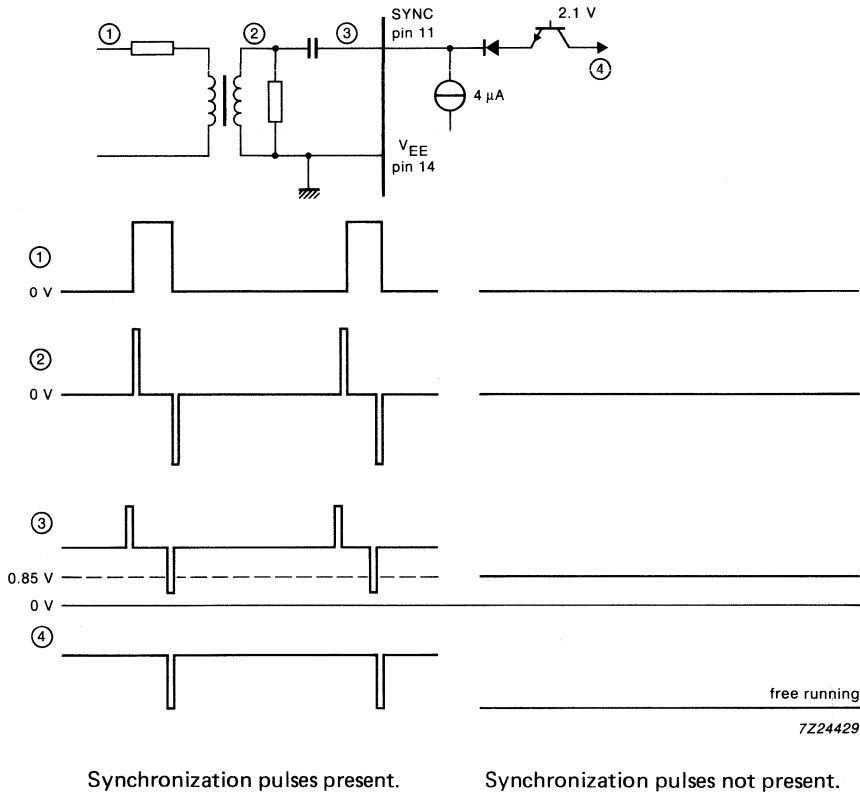 SYNC
pin 11
2.1 V
1
2
3
4
4 µA
VEE
pin 14
1
0 V
2
0 V
3
0.85 V
0 V
4
free running
7Z24429
Synchronization pulses present.
Synchronization pulses not present.